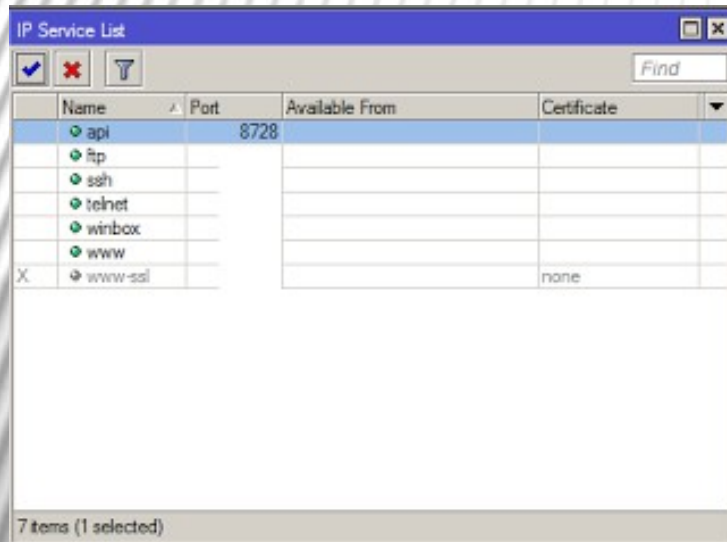 IP Service List
Find
Name Port Available From Certificate
api 8728
ftp
ssh
telnet
winbox
www
X www-ssl none
7 items (1 selected)